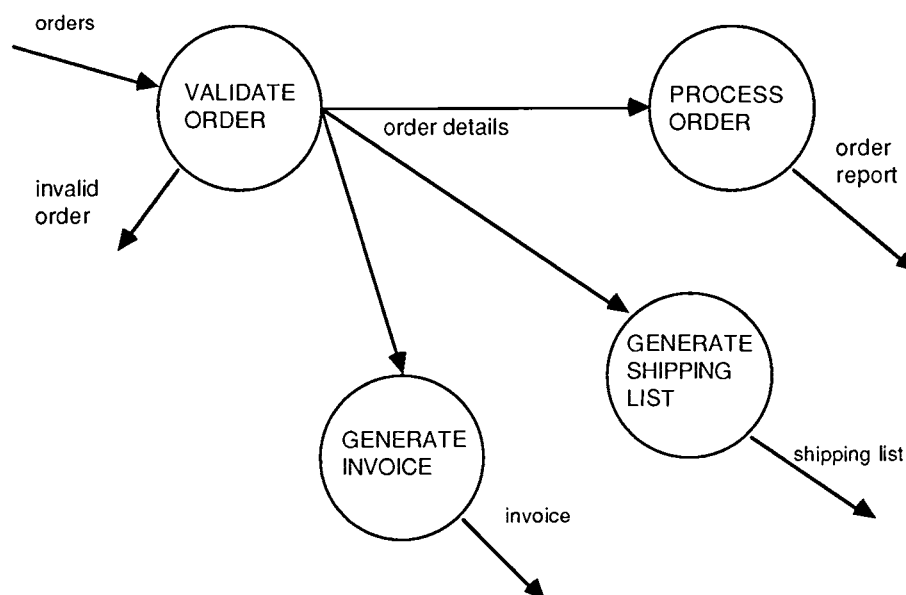 orders
VALIDATE
ORDER
order details
PROCESS
ORDER
invalid
order
order
report
GENERATE
SHIPPING
LIST
GENERATE
INVOICE
shipping list
invoice